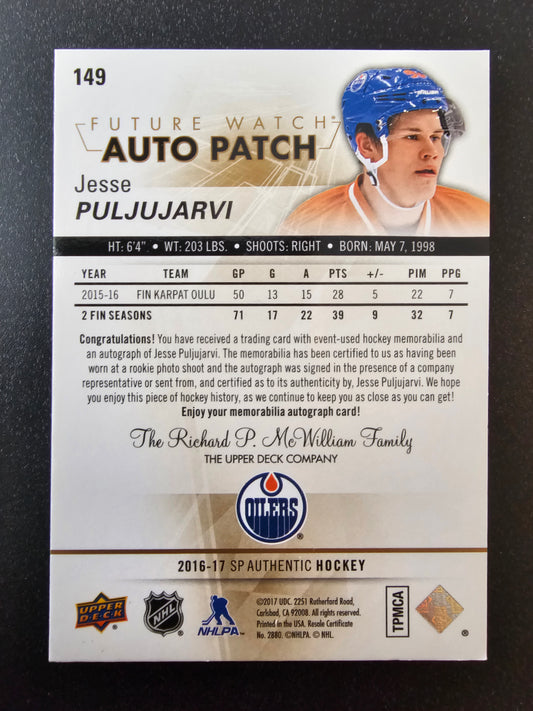 149
FUTURE WATCH®
AUTO PATCH
Jesse
PULJUJARVI
HT: 6'4". • WT: 203 LBS. • SHOOTS: RIGHT • BORN: MAY 7, 1998
YEAR TEAM GP G A PTS +/- PIM PPG
2015-16 FIN KARPAT OULU 50 13 15 28 5 22 7
2 FIN SEASONS 71 17 22 39 9 32 7
Congratulations! You have received a trading card with event-used hockey memorabilia and
an autograph of Jesse Puljujarvi. The memorabilia has been certified to us as having been
worn at a rookie photo shoot and the autograph was signed in the presence of a company
representative or sent from, and certified as to its authenticity by, Jesse Puljujarvi. We hope
you enjoy this piece of hockey history, as we continue to keep you as close as you can get!
Enjoy your memorabilia autograph card!
The Richard P. McWilliam Family
THE UPPER DECK COMPANY
OILERS
®
2016-17 SP AUTHENTIC HOCKEY
UPPER DECK
NHL
NHLPA™
©2017 UDC. 2251 Rutherford Road,
Carlsbad, CA 92008. All rights reserved.
Printed in the USA. Resale Certificate
No. 2880. ©NHLPA. © NHL.
TPMCA
®